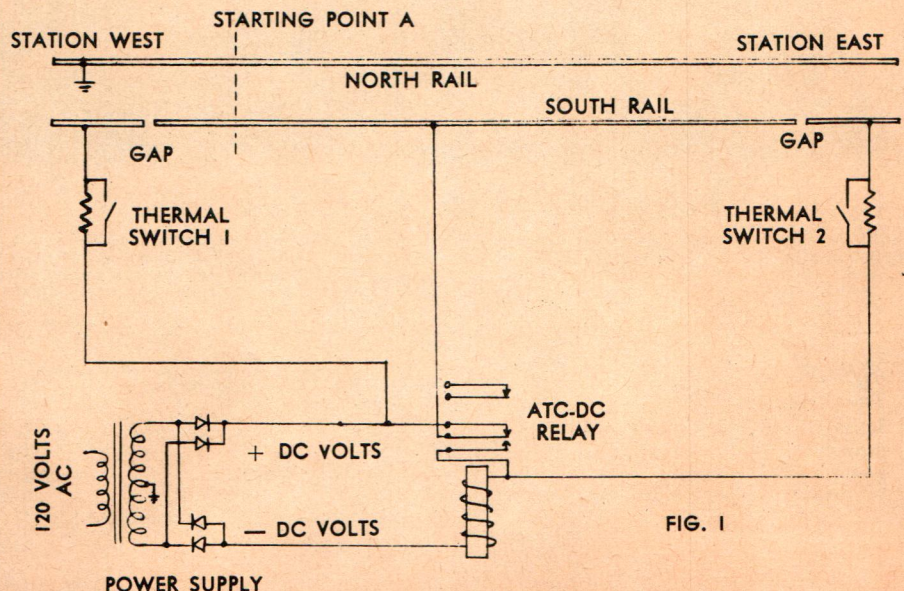 STARTING POINT A
STATION WEST
STATION EAST
NORTH RAIL
SOUTH RAIL
GAP
GAP
THERMAL
SWITCH 1
THERMAL
SWITCH 2
ATC-DC
RELAY
120 VOLTS
AC
+ DC VOLTS
— DC VOLTS
FIG. 1
POWER SUPPLY